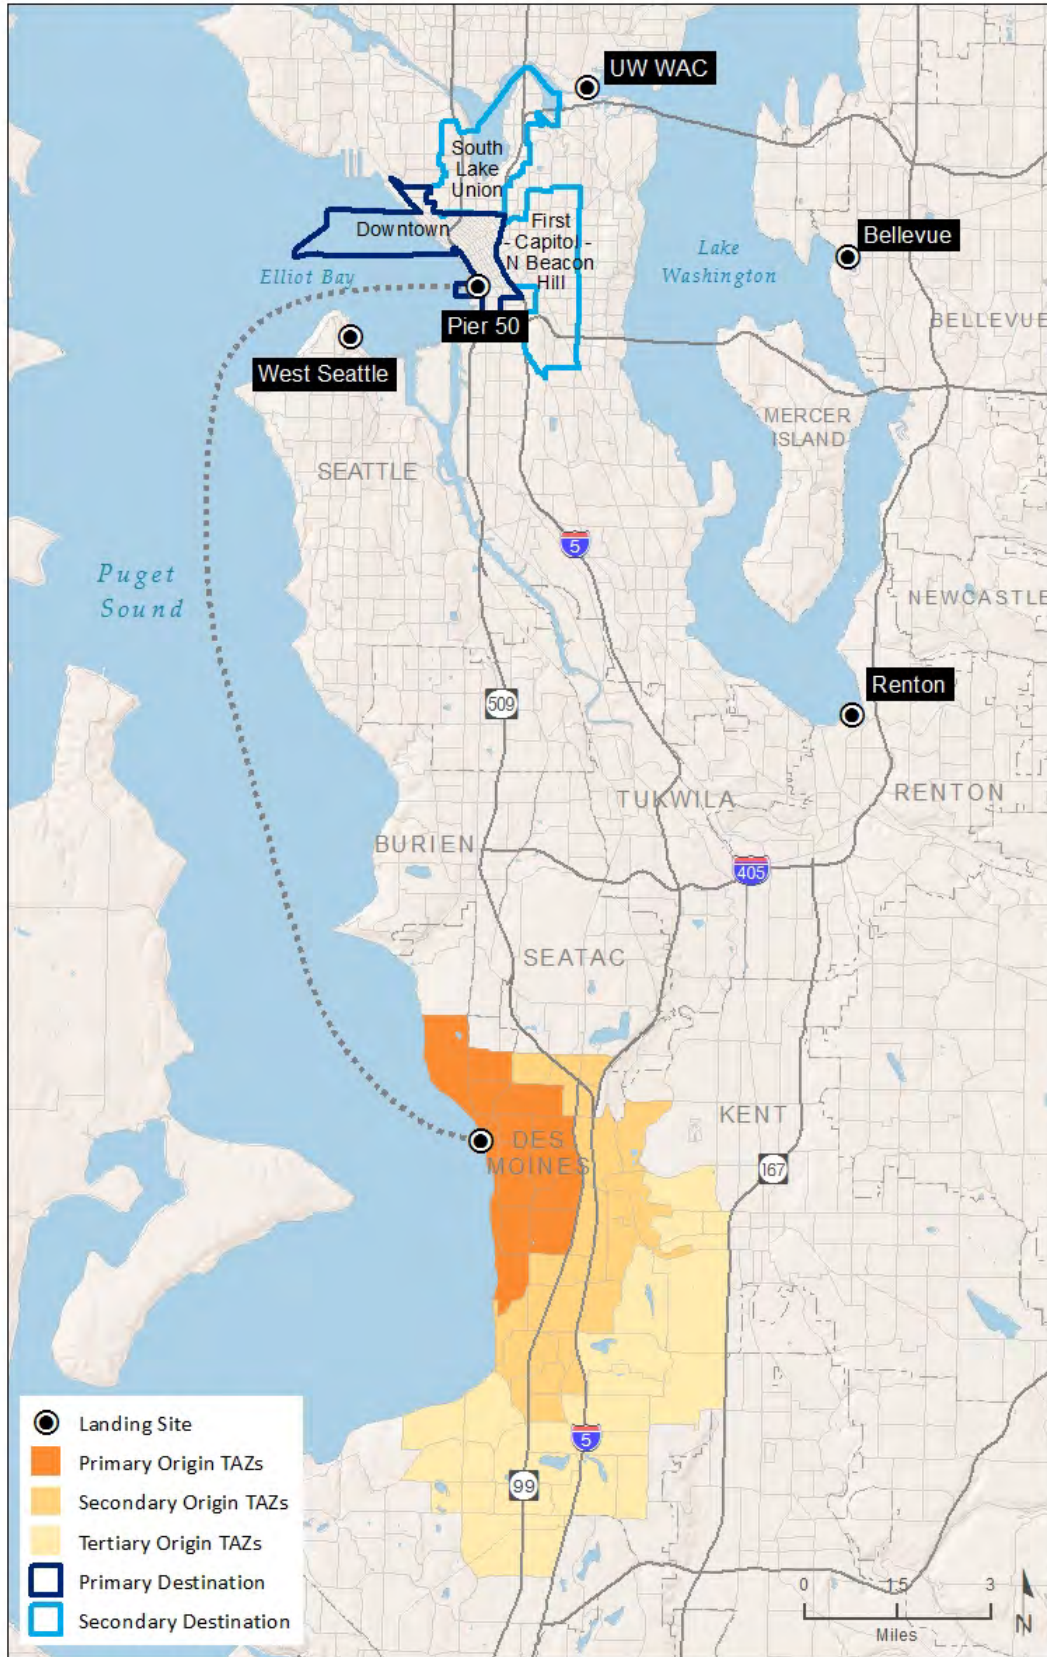 UW WAC
South
Lake
Union
Downtown
First
- Capitol -
N Beacon
Hill
Lake
Washington
Bellevue
Elliot Bay
Pier 50
BELLEVUE
West Seattle
MERCER
ISLAND
SEATTLE
5
Puget
Sound
NEWCASTLE
Renton
509
TUKWILA
RENTON
BURIEN
405
SEATAC
KENT
DES
MOINES
167
Landing Site
Primary Origin TAZs
Secondary Origin TAZs
Tertiary Origin TAZs
Primary Destination
Secondary Destination
5
99
0 1.5 3
Miles
N